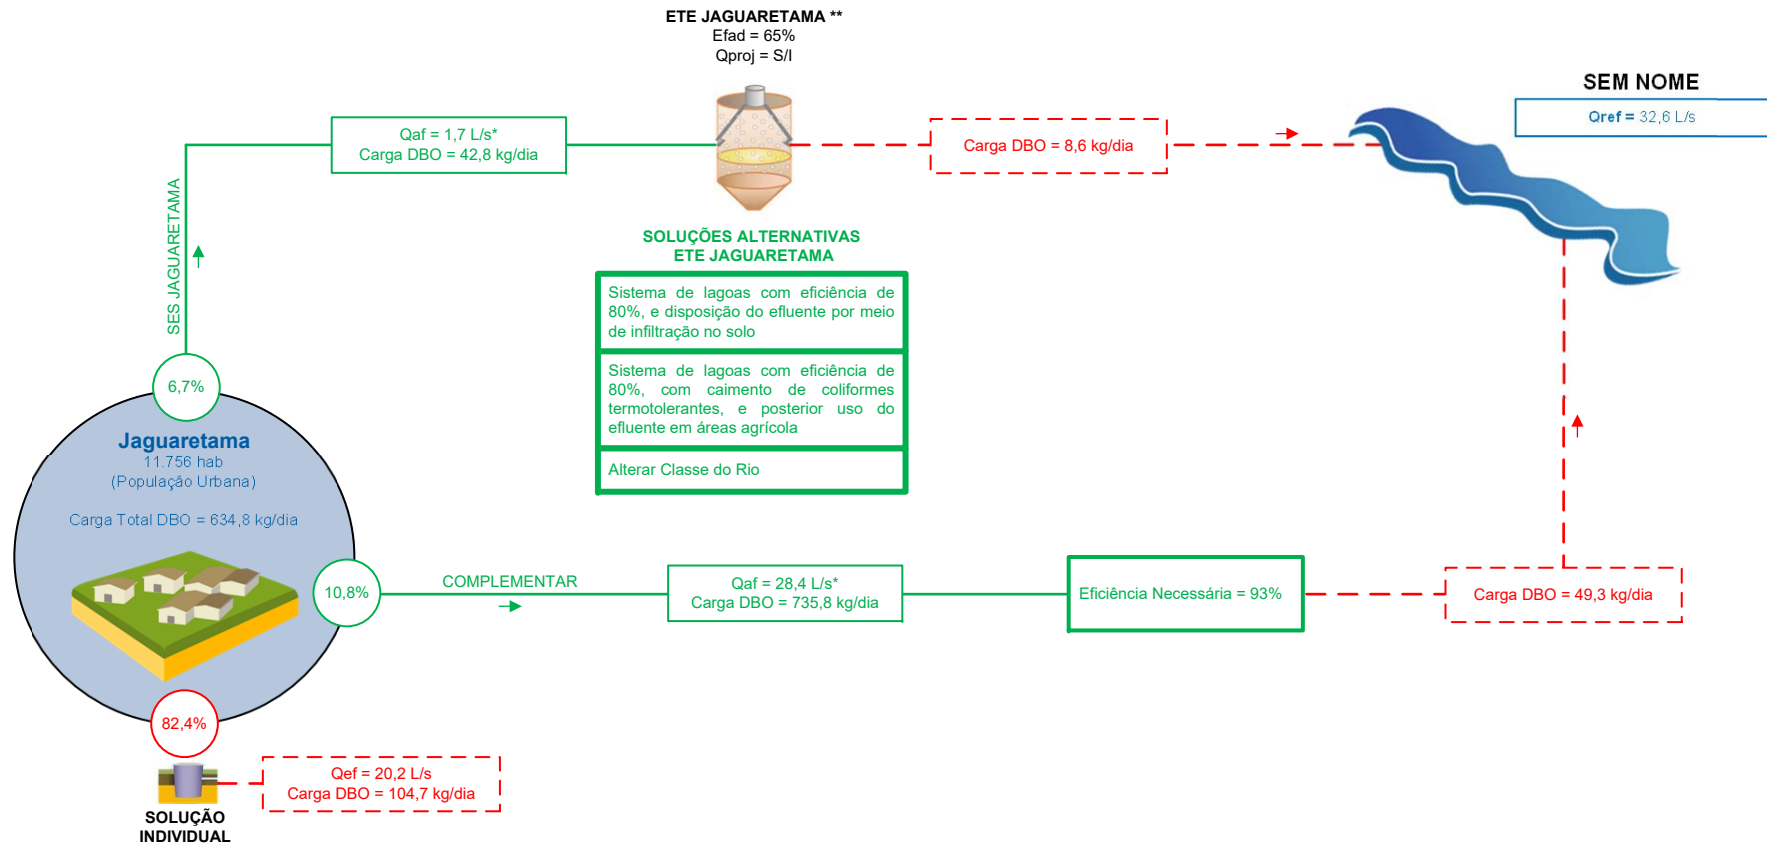 ETE JAGUARETAMA **
Efad = 65%
Qproj = S/I
SEM NOME
Qref = 32,6 L/s
Qaf = 1,7 L/s*
Carga DBO = 42,8 kg/dia
Carga DBO = 8,6 kg/dia
SES JAGUARETAMA
SOLUÇÕES ALTERNATIVAS
ETE JAGUARETAMA
Sistema de lagoas com eficiência de
80%, e disposição do efluente por meio
de infiltração no solo
Sistema de lagoas com eficiência de
80%, com caimento de coliformes
termotolerantes, e posterior uso do
efluente em áreas agrícola
Alterar Classe do Rio
6,7%
Jaguaretama
11.756 hab
(População Urbana)
Carga Total DBO = 634,8 kg/dia
10,8%
COMPLEMENTAR
Qaf = 28,4 L/s*
Carga DBO = 735,8 kg/dia
Eficiência Necessária = 93%
Carga DBO = 49,3 kg/dia
82,4%
Qef = 20,2 L/s
Carga DBO = 104,7 kg/dia
SOLUÇÃO
INDIVIDUAL